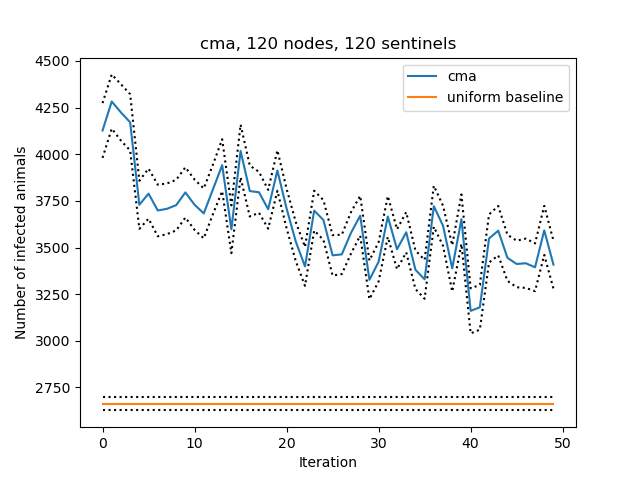 cma, 120 nodes, 120 sentinels
cma
uniform baseline
4500
4250
4000
3750
3500
3250
3000
2750
Number of infected animals
0 10 20 30 40 50
Iteration